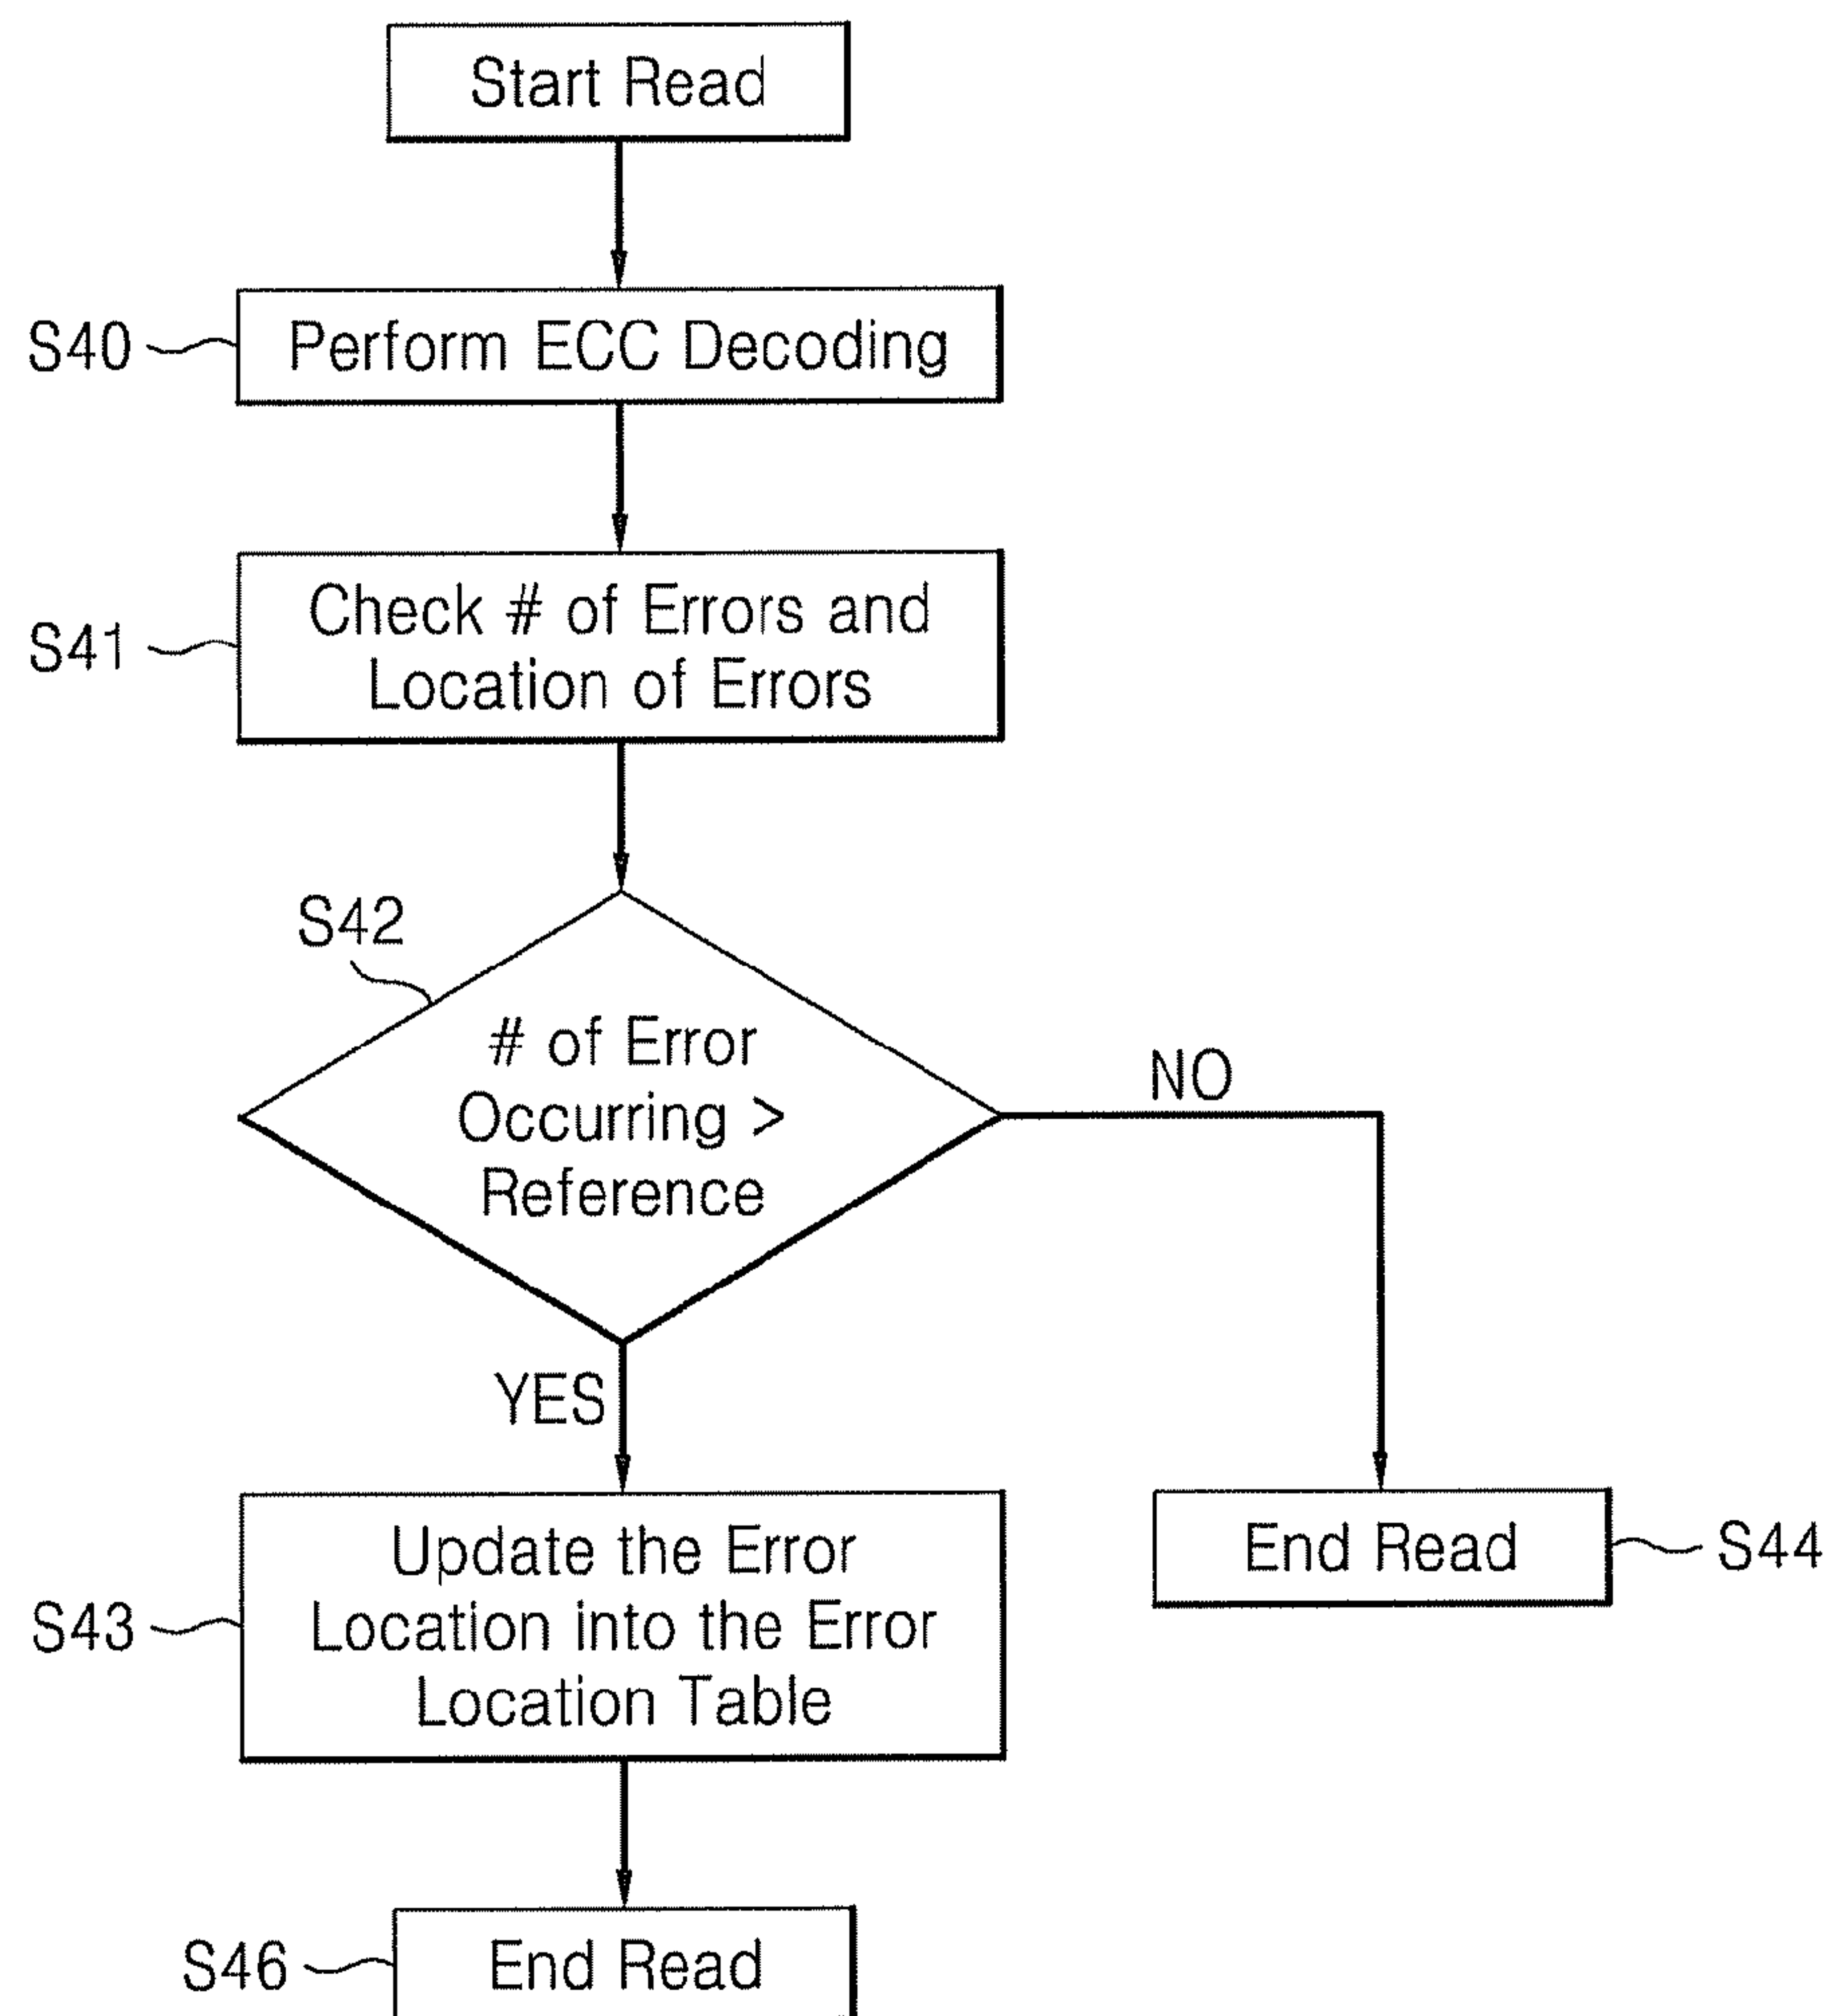 Start Read
S40
Perform ECC Decoding
S41
Check # of Errors and
Location of Errors
S42
# of Error
Occurring >
Reference
NO
YES
S43
Update the Error
Location into the Error
Location Table
End Read
S44
S46
End Read